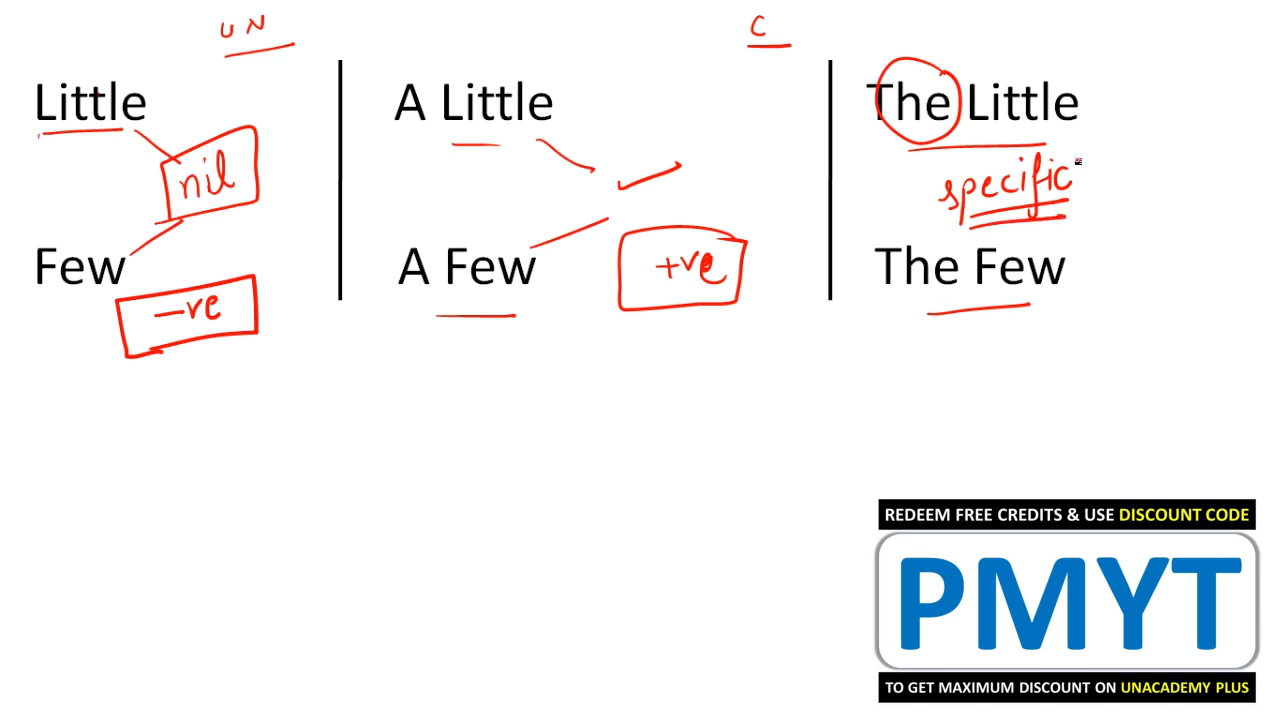 UN
C
Little
A Little
The Little
nil
specific
Few
A Few
The Few
+ve
-ve
REDEEM FREE CREDITS & USE DISCOUNT CODE
PMYT
TO GET MAXIMUM DISCOUNT ON UNACADEMY PLUS